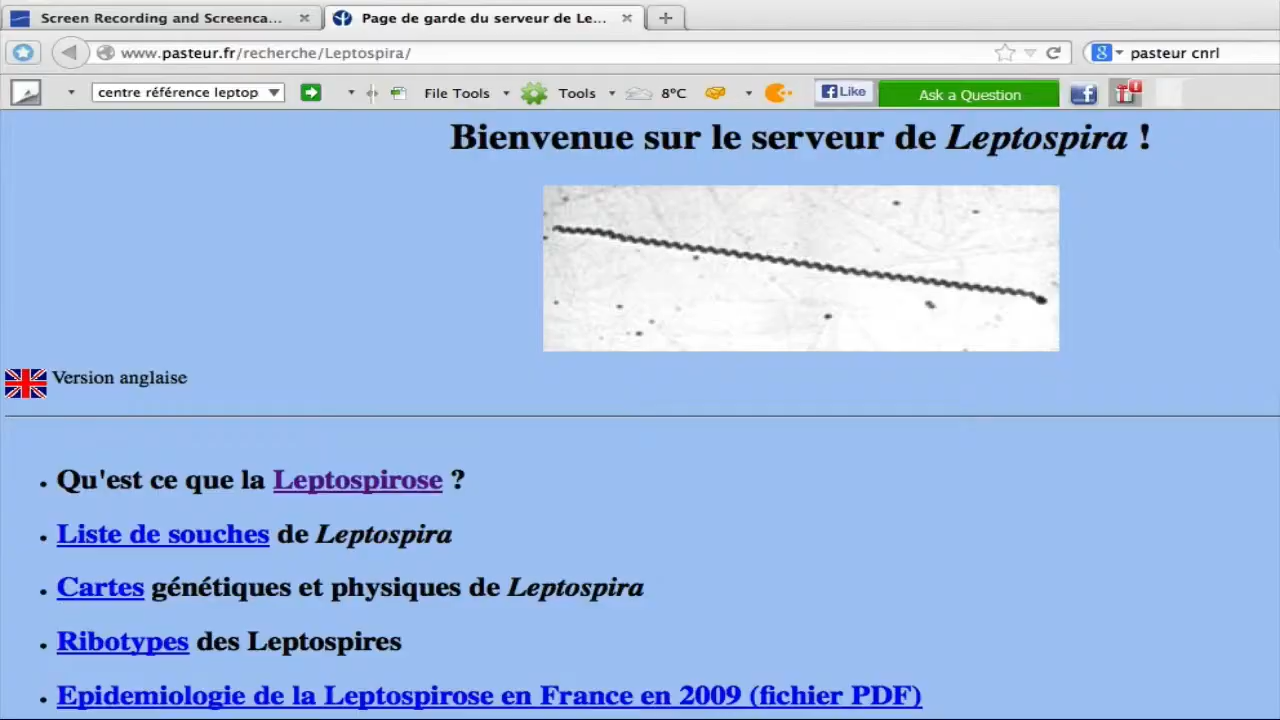 Screen Recording and Screenca...
Page de garde du serveur de Le...
www.pasteur.fr/recherche/Leptospira/
pasteur cnrl
centre référence leptop
File Tools
Tools
8°C
Like
Ask a Question
Bienvenue sur le serveur de Leptospira !
Version anglaise
Qu'est ce que la Leptospirose ?
Liste de souches de Leptospira
Cartes génétiques et physiques de Leptospira
Ribotypes des Leptospires
Epidemiologie de la Leptospirose en France en 2009 (fichier PDF)